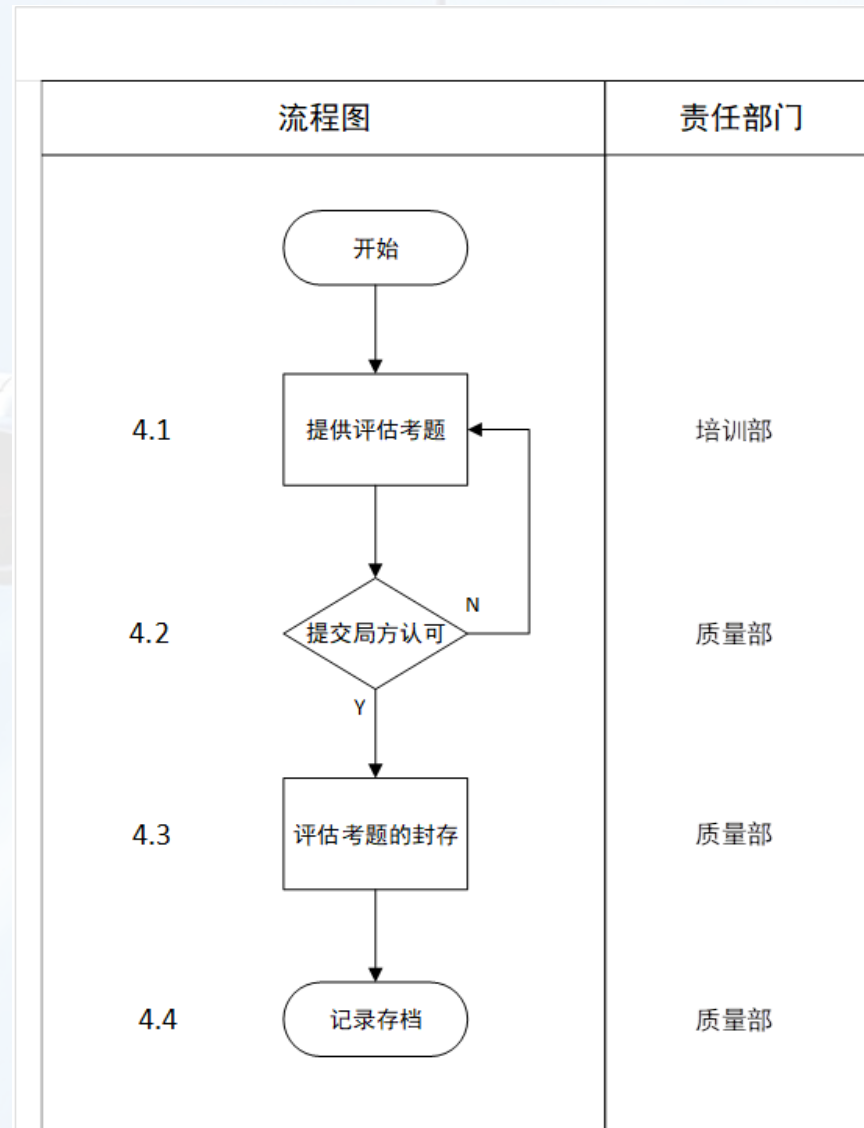 流程图 责任部门
开始
4.1 提供评估考题 培训部
N
4.2 提交局方认可 质量部
Y
4.3 评估考题的封存 质量部
4.4 记录存档 质量部